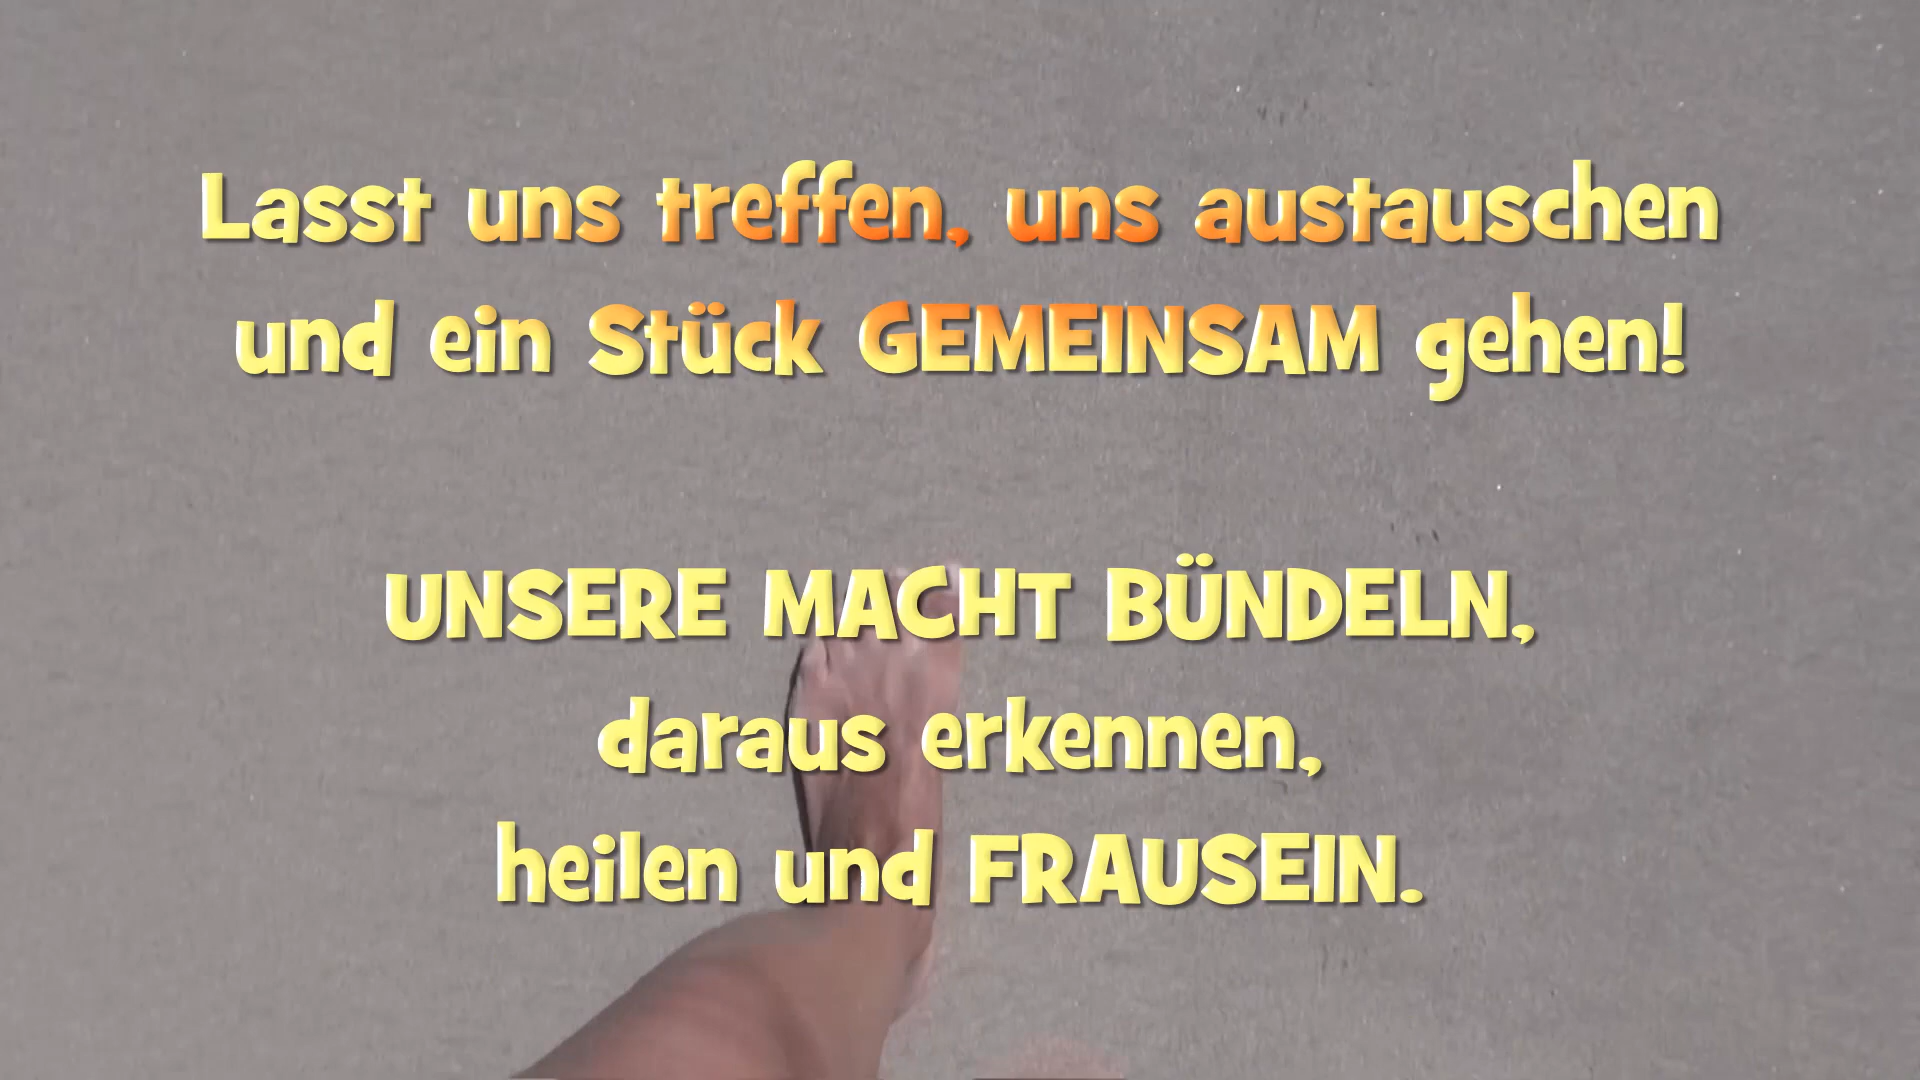 Lasst uns treffen, uns austauschen
und ein Stück GEMEINSAM gehen!
UNSERE MACHT BÜNDELN,
daraus erkennen,
heilen und FRAUSEIN.